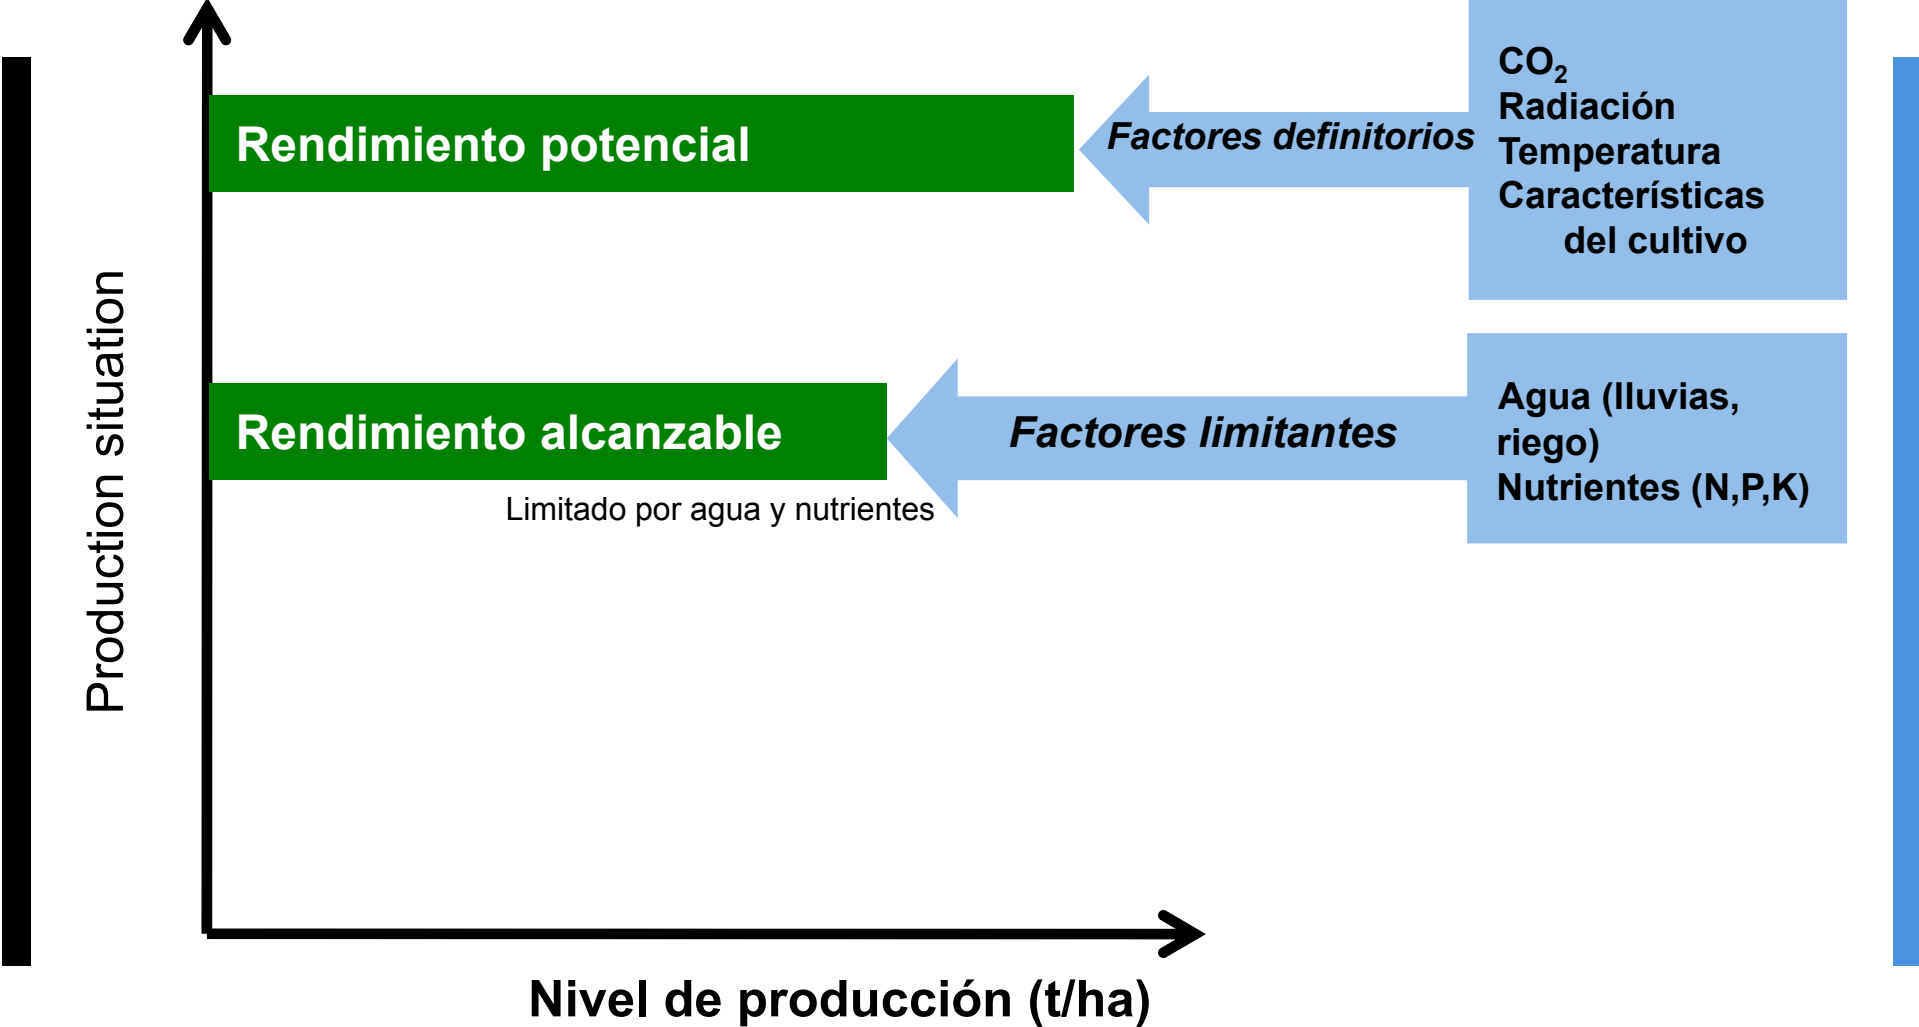 CO₂
Radiación
Temperatura
Características
del cultivo
Rendimiento potencial
Factores definitorios
Agua (lluvias,
riego)
Nutrientes (N,P,K)
Rendimiento alcanzable
Factores limitantes
Limitado por agua y nutrientes
Production situation
Nivel de producción (t/ha)